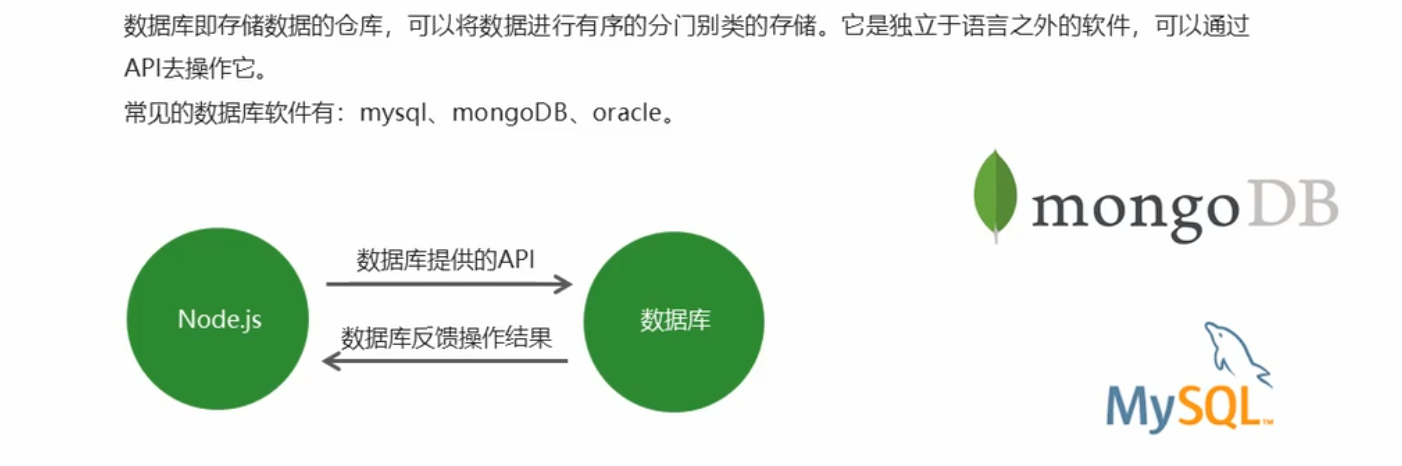 数据库即存储数据的仓库，可以将数据进行有序的分门别类的存储。它是独立于语言之外的软件，可以通过
API去操作它。
常见的数据库软件有：mysql、mongoDB、oracle。
mongoDB
数据库提供的API
Node.js
数据库
数据库反馈操作结果
MySQL™